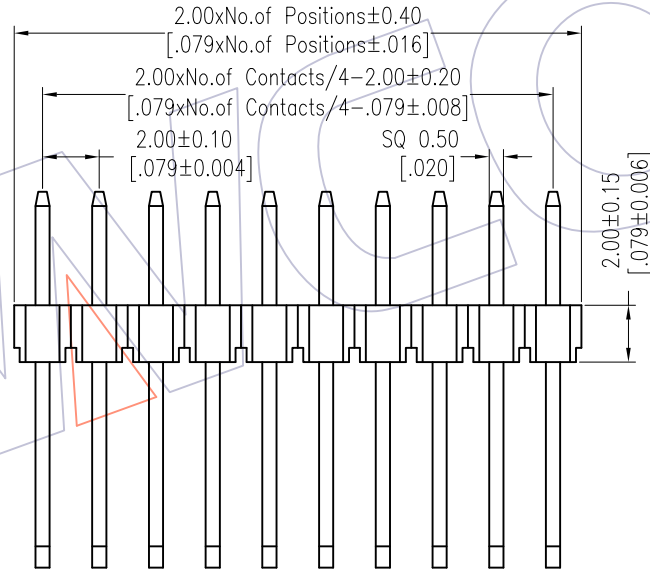 2.00xNo.of Positions±0.40
[.079xNo.of Positions±.016]
2.00xNo.of Contacts/4-2.00±0.20
[.079xNo.of Contacts/4-.079±.008]
2.00±0.10
[.079±0.004]
SQ 0.50
[.020]
2.00±0.15
[.079±0.006]